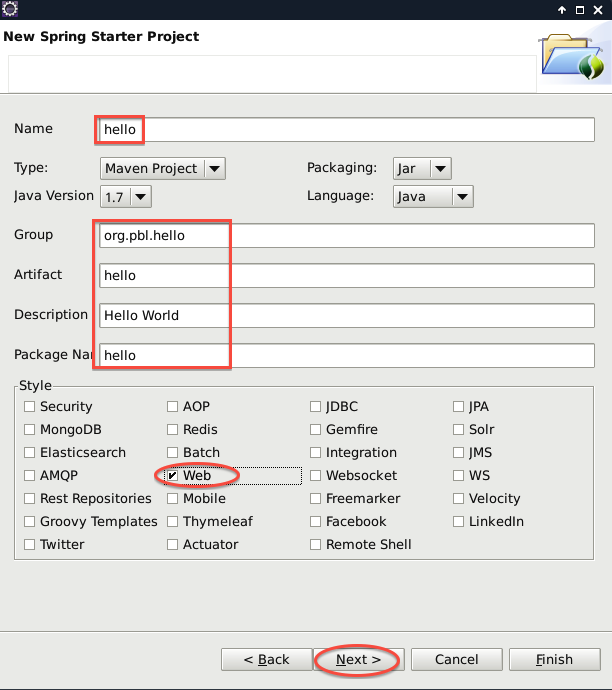 New Spring Starter Project
Name hello
Type: Maven Project Packaging: Jar
Java Version 1.7 Language: Java
Group org.pbl.hello
Artifact hello
Description Hello World
Package Nan hello
Style
Security AOP JDBC JPA
MongoDB Redis Gemfire Solr
Elasticsearch Batch Integration JMS
AMQP Web Websocket WS
Rest Repositories Mobile Freemarker Velocity
Groovy Templates Thymeleaf Facebook LinkedIn
Twitter Actuator Remote Shell
< Back Next > Cancel Finish